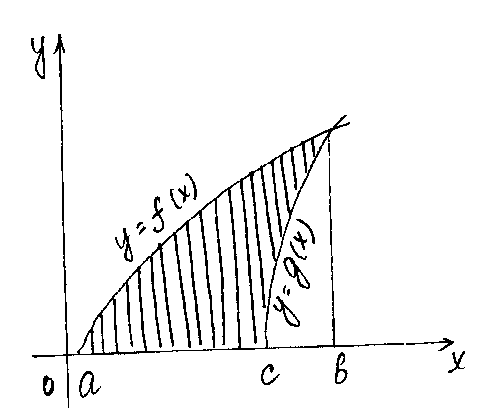 y
y = f(x)
y = g(x)
0 a c b x